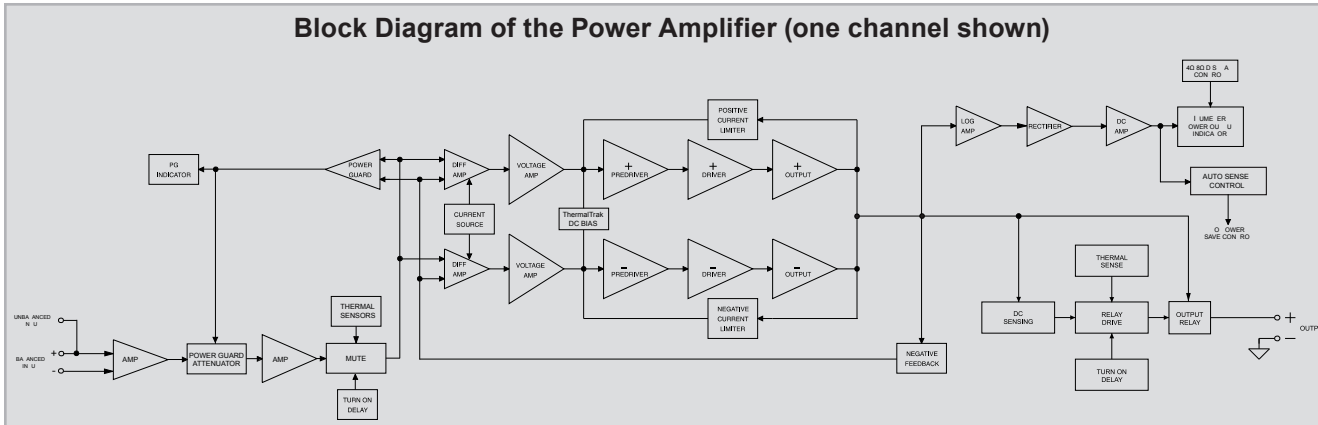 Block Diagram of the Power Amplifier (one channel shown)
4Ω 8Ω
POSITIVE
CURRENT
LIMITER
LOG
AMP
RECTIFIER
DC
AMP
PG
INDICATOR
POWER
GUARD
DIFF
AMP
VOLTAGE
AMP
+
PREDRIVER
+
DRIVER
+
OUTPUT
AUTO SENSE
CONTROL
CURRENT
SOURCE
ThermalTrak
DC BIAS
DIFF
AMP
VOLTAGE
AMP
-
PREDRIVER
-
DRIVER
-
OUTPUT
THERMAL
SENSE
THERMAL
SENSORS
NEGATIVE
CURRENT
LIMITER
DC
SENSING
RELAY
DRIVE
OUTPUT
RELAY
+
-
+
-
AMP
POWER GUARD
ATTENUATOR
AMP
MUTE
NEGATIVE
FEEDBACK
TURN ON
DELAY
TURN ON
DELAY